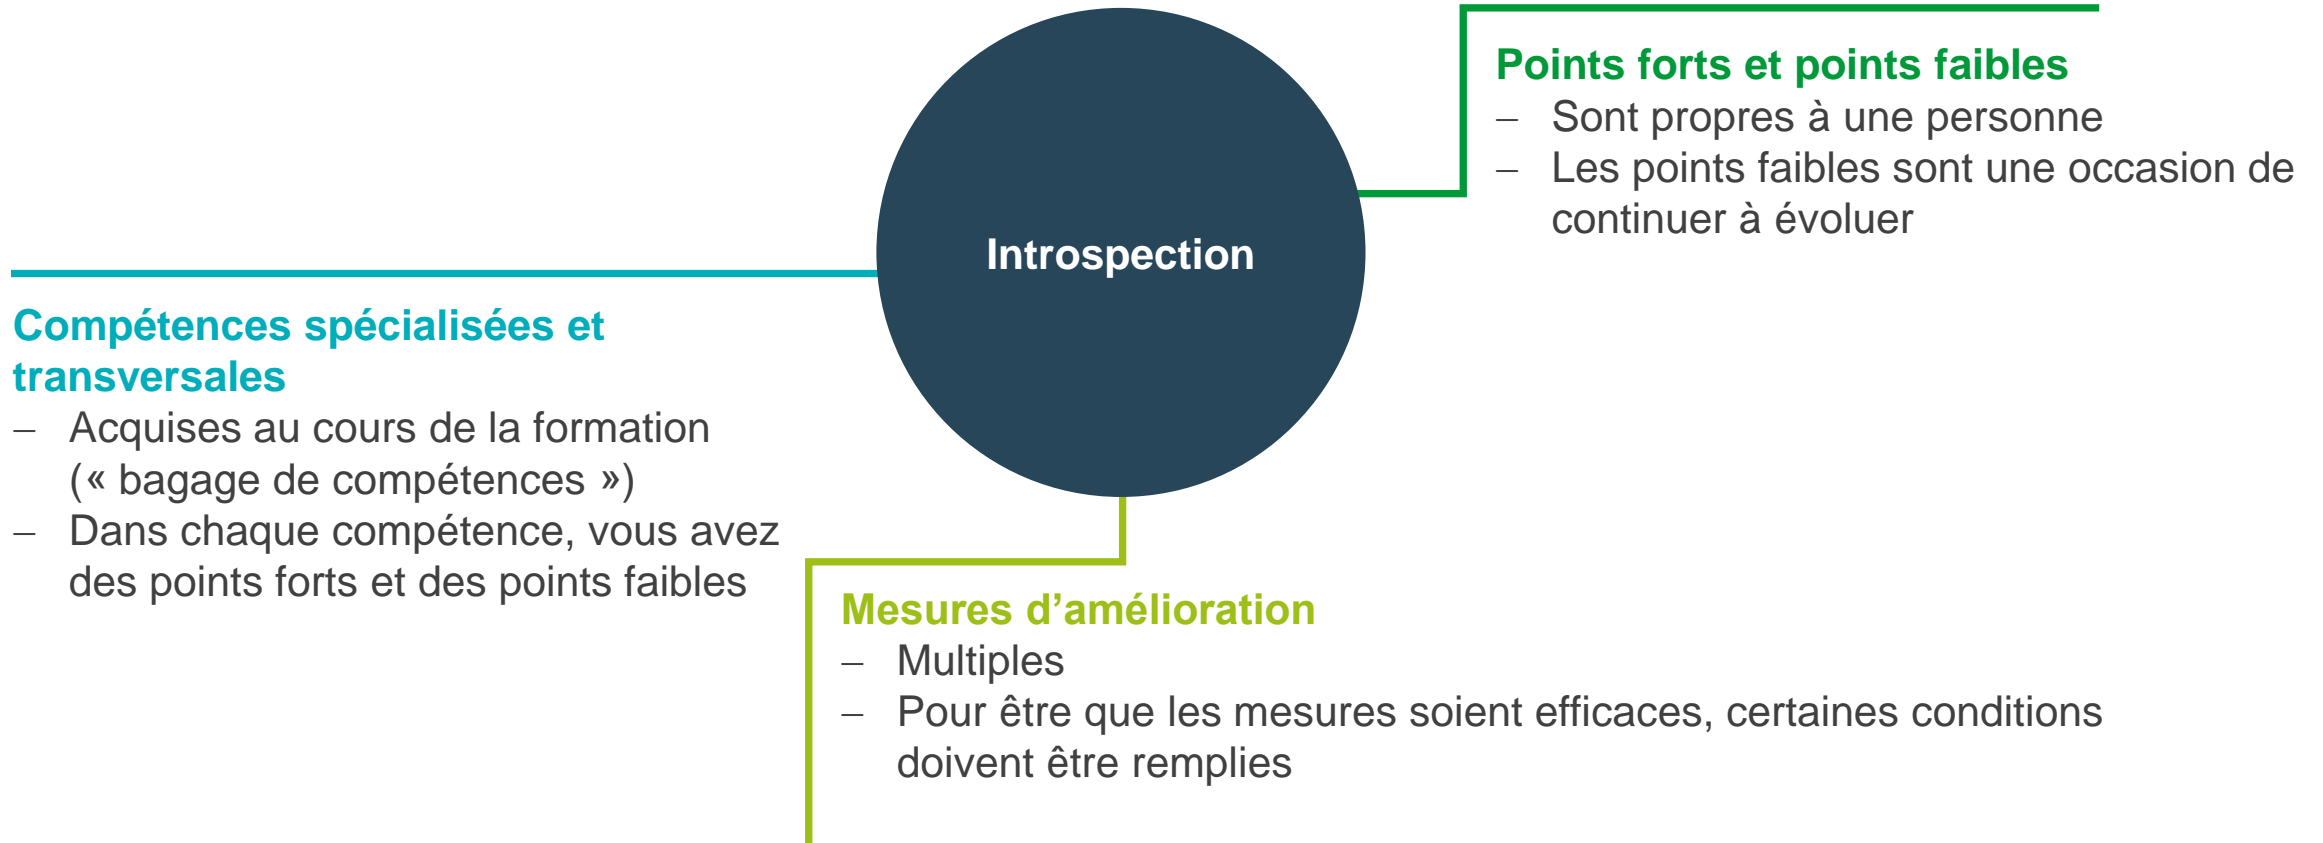 Introspection
Points forts et points faibles
– Sont propres à une personne
– Les points faibles sont une occasion de
continuer à évoluer
Compétences spécialisées et
transversales
– Acquises au cours de la formation
(« bagage de compétences »)
– Dans chaque compétence, vous avez
des points forts et des points faibles
Mesures d’amélioration
– Multiples
– Pour être que les mesures soient efficaces, certaines conditions
doivent être remplies